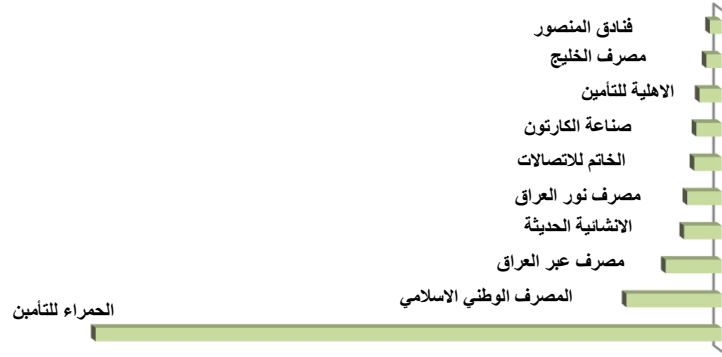 فنادق المنصور
مصرف الخليج
الاهلية للتأمين
صناعة الكارتون
الخاتم للاتصالات
مصرف نور العراق
الانشائية الحديثة
مصرف عبر العراق
المصرف الوطني الاسلامي
الحمراء للتأمبن